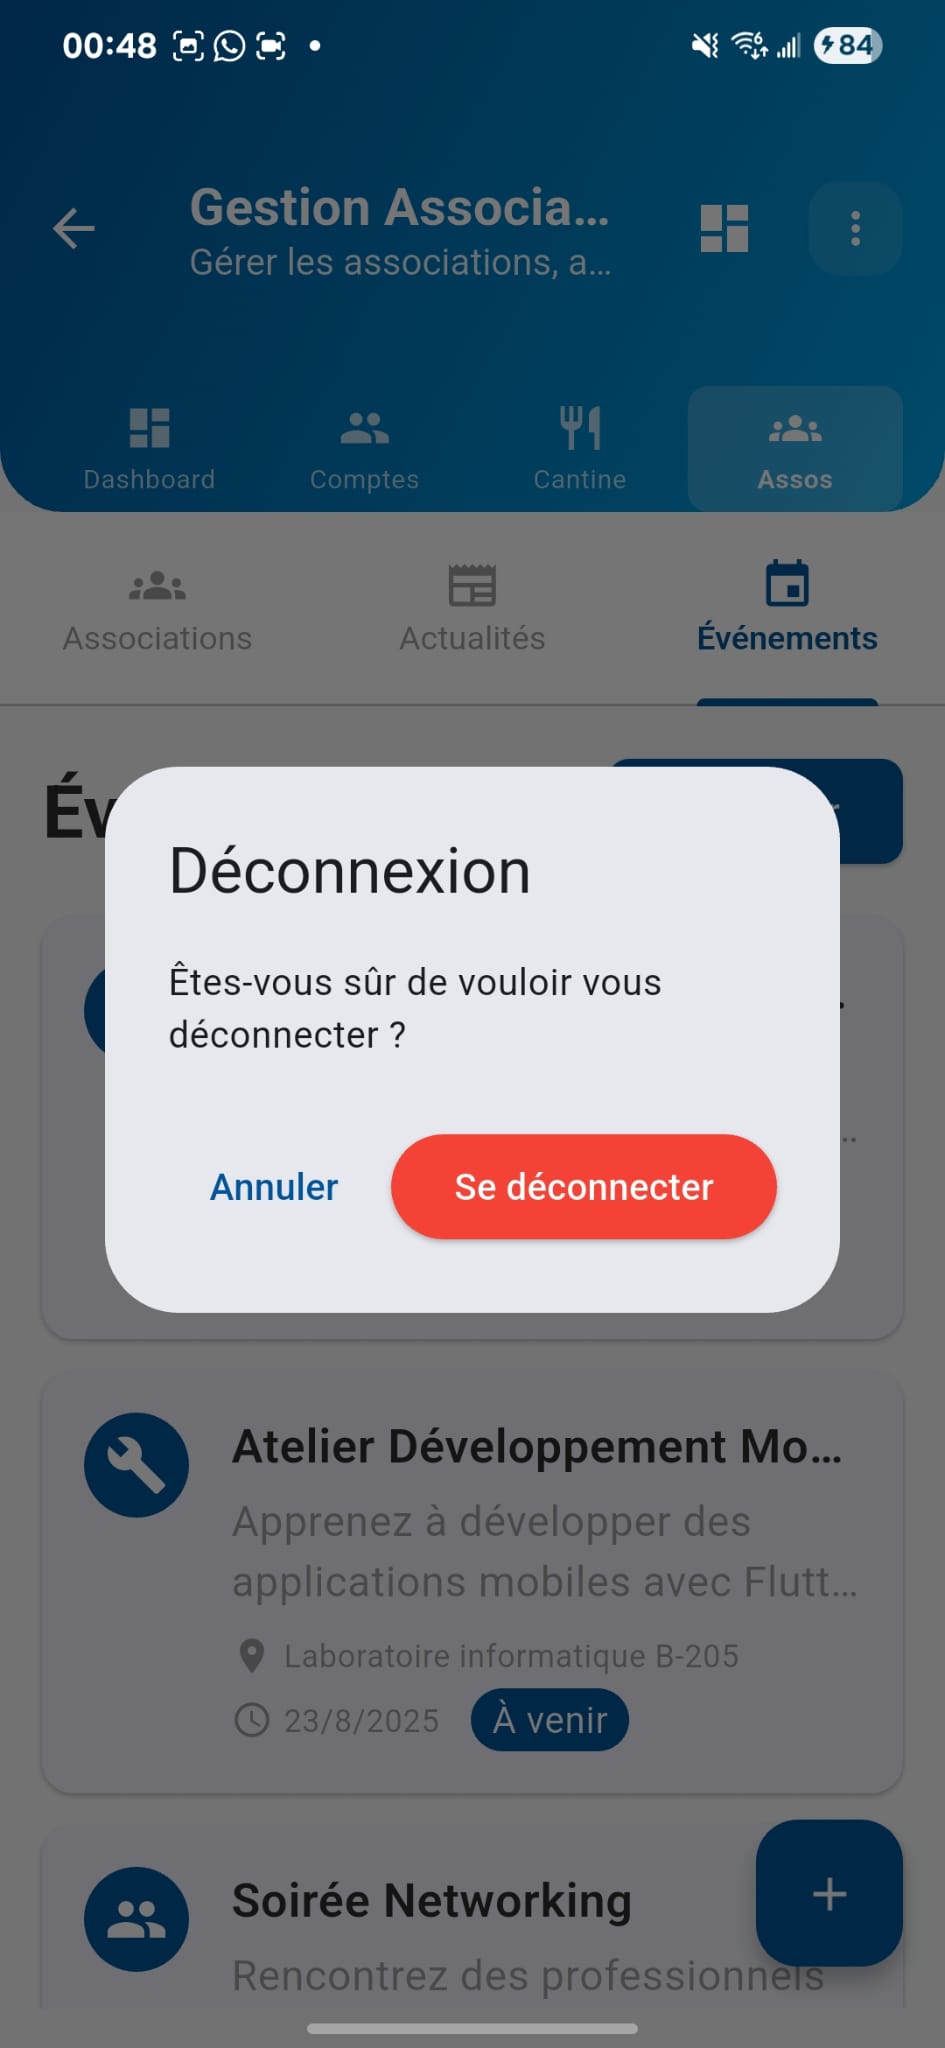 00:48
84
Gestion Associa...
Gérer les associations, a...
Dashboard
Comptes
Cantine
Assos
Associations
Actualités
Événements
Déconnexion
Êtes-vous sûr de vouloir vous
déconnecter ?
Annuler
Se déconnecter
Atelier Développement Mo...
Apprenez à développer des
applications mobiles avec Flutt...
Laboratoire informatique B-205
23/8/2025
À venir
Soirée Networking
Rencontrez des professionnels